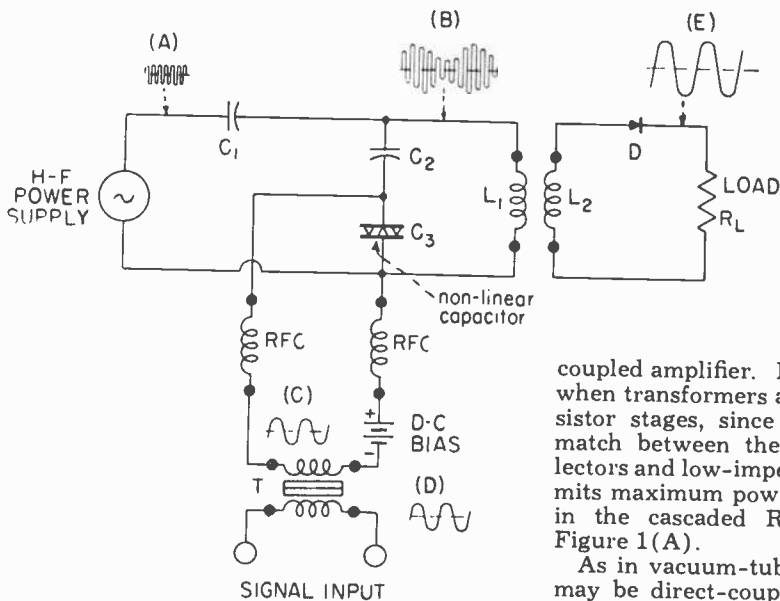 (A)
(B)
(E)
C1
C2
L1
L2
D
LOAD
RL
H-F
POWER
SUPPLY
C3
non-linear
capacitor
RFC
RFC
(C)
D-C
BIAS
+
-
T
(D)
SIGNAL INPUT
coupled amplifier.
when transformers a
sistor stages, since
match between the
lectors and low-impe
mits maximum pow
in the cascaded R
Figure 1(A).
As in vacuum-tub
may be direct-coup